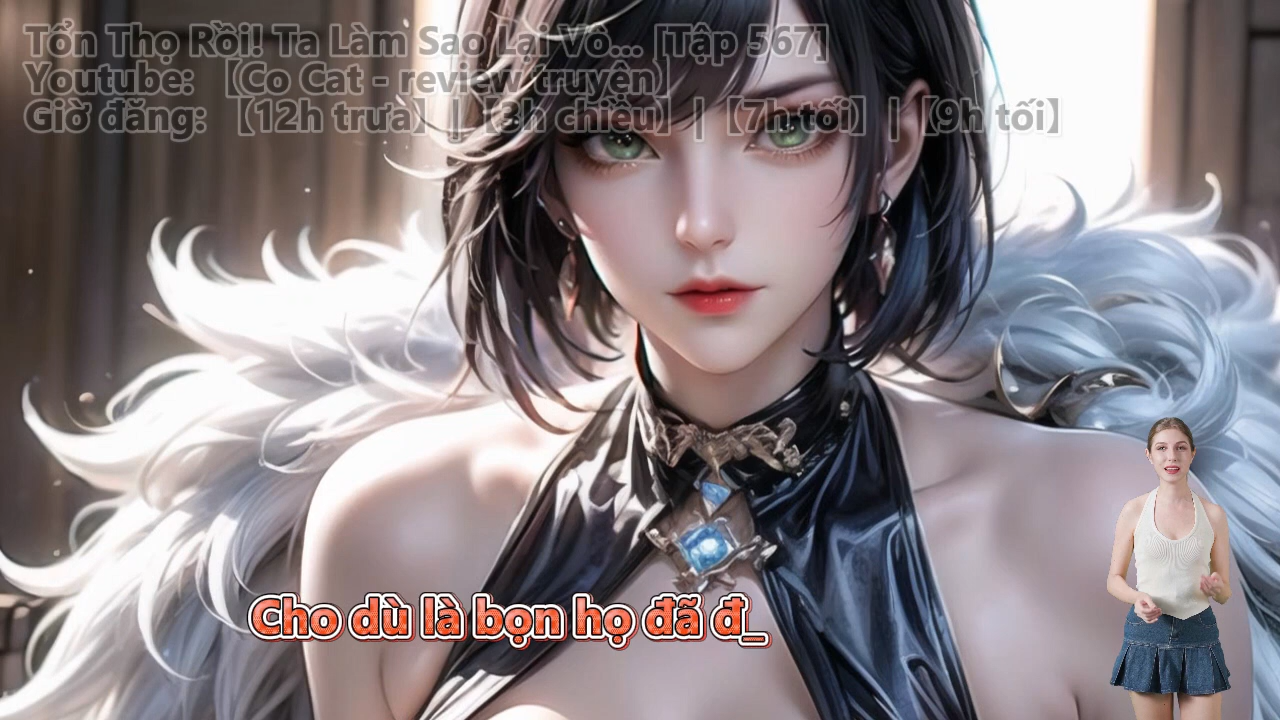 Tổn Thọ Rồi! Ta Làm Sao Lại Vô... [Tập 567]
Youtube: 【Co Cat - review truyện】
Giờ đăng: 【12h trưa】 | 【3h chiều】 | 【7h tối】 | 【9h tối】
Cho dù là bọn họ đã đ_